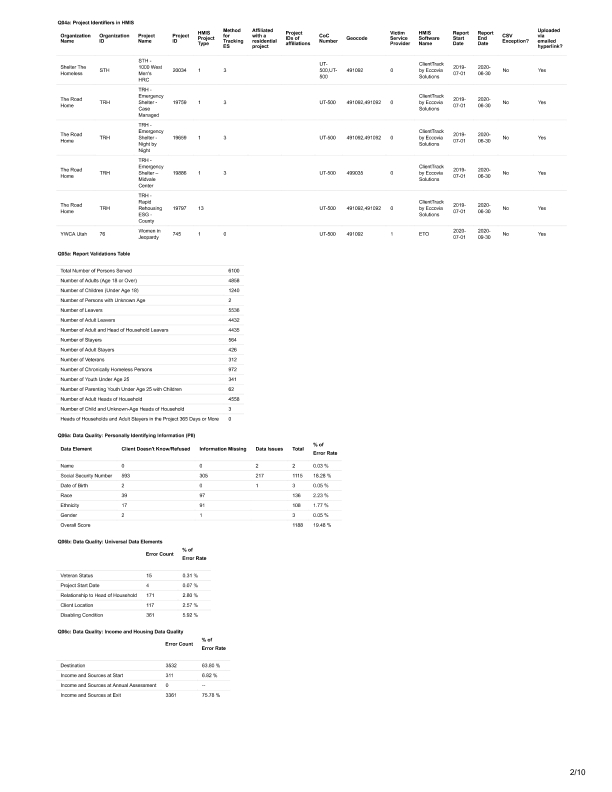 Q04a: Project Identifiers in HMIS
Organization Name | Organization ID | Project Name | Project ID | HMIS Project Type | Method for Tracking ES | Affiliated with a residential project | Project IDs of affiliations | CoC Number | Geocode | Victim Service Provider | HMIS Software Name | Report Start Date | Report End Date | CSV Exception? | Uploaded via emailed hyperlink?
Shelter The Homeless | STH | STH - 1000 West Men's HRC | 20034 | 1 | 3 | UT-500,UT-500 | 491092 | 0 | ClientTrack by Eccovia Solutions | 2019-07-01 | 2020-06-30 | No | Yes
The Road Home | TRH | TRH - Emergency Shelter - Case Managed | 19758 | 1 | 3 | UT-500 | 491092,491092 | 0 | ClientTrack by Eccovia Solutions | 2019-07-01 | 2020-06-30 | No | Yes
The Road Home | TRH | TRH - Emergency Shelter - Night by Night | 19659 | 1 | 3 | UT-500 | 491092,491092 | 0 | ClientTrack by Eccovia Solutions | 2019-07-01 | 2020-06-30 | No | Yes
The Road Home | TRH | TRH - Emergency Shelter – Midvale Center | 19886 | 1 | 3 | UT-500 | 499035 | 0 | ClientTrack by Eccovia Solutions | 2019-07-01 | 2020-06-30 | No | Yes
The Road Home | TRH | TRH - Rapid Rehousing ESG - County | 19797 | 13 | UT-500 | 491092,491092 | 0 | ClientTrack by Eccovia Solutions | 2019-07-01 | 2020-06-30 | No | Yes
YWCA Utah | 76 | Women in Jeopardy | 745 | 1 | 0 | UT-500 | 491092 | 1 | ETO | 2020-07-01 | 2020-09-30 | No | Yes
Q05a: Report Validations Table
Total Number of Persons Served 6100
Number of Adults (Age 18 or Over) 4858
Number of Children (Under Age 18) 1240
Number of Persons with Unknown Age 2
Number of Leavers 5536
Number of Adult Leavers 4432
Number of Adult and Head of Household Leavers 4435
Number of Stayers 564
Number of Adult Stayers 426
Number of Veterans 312
Number of Chronically Homeless Persons 972
Number of Youth Under Age 25 341
Number of Parenting Youth Under Age 25 with Children 62
Number of Adult Heads of Household 4558
Number of Child and Unknown-Age Heads of Household 3
Heads of Households and Adult Stayers in the Project 365 Days or More 0
Q06a: Data Quality: Personally Identifying Information (PII)
Data Element | Client Doesn't Know/Refused | Information Missing | Data Issues | Total | % of Error Rate
Name 0 0 2 2 0.03 %
Social Security Number 593 305 217 1115 18.28 %
Date of Birth 2 0 1 3 0.05 %
Race 39 97 136 2.23 %
Ethnicity 17 91 108 1.77 %
Gender 2 1 3 0.05 %
Overall Score 1188 19.48 %
Q06b: Data Quality: Universal Data Elements
Error Count | % of Error Rate
Veteran Status 15 0.31 %
Project Start Date 4 0.07 %
Relationship to Head of Household 171 2.80 %
Client Location 117 2.57 %
Disabling Condition 361 5.92 %
Q06c: Data Quality: Income and Housing Data Quality
Error Count | % of Error Rate
Destination 3532 63.80 %
Income and Sources at Start 311 6.82 %
Income and Sources at Annual Assessment 0 --
Income and Sources at Exit 3361 75.78 %
2/10